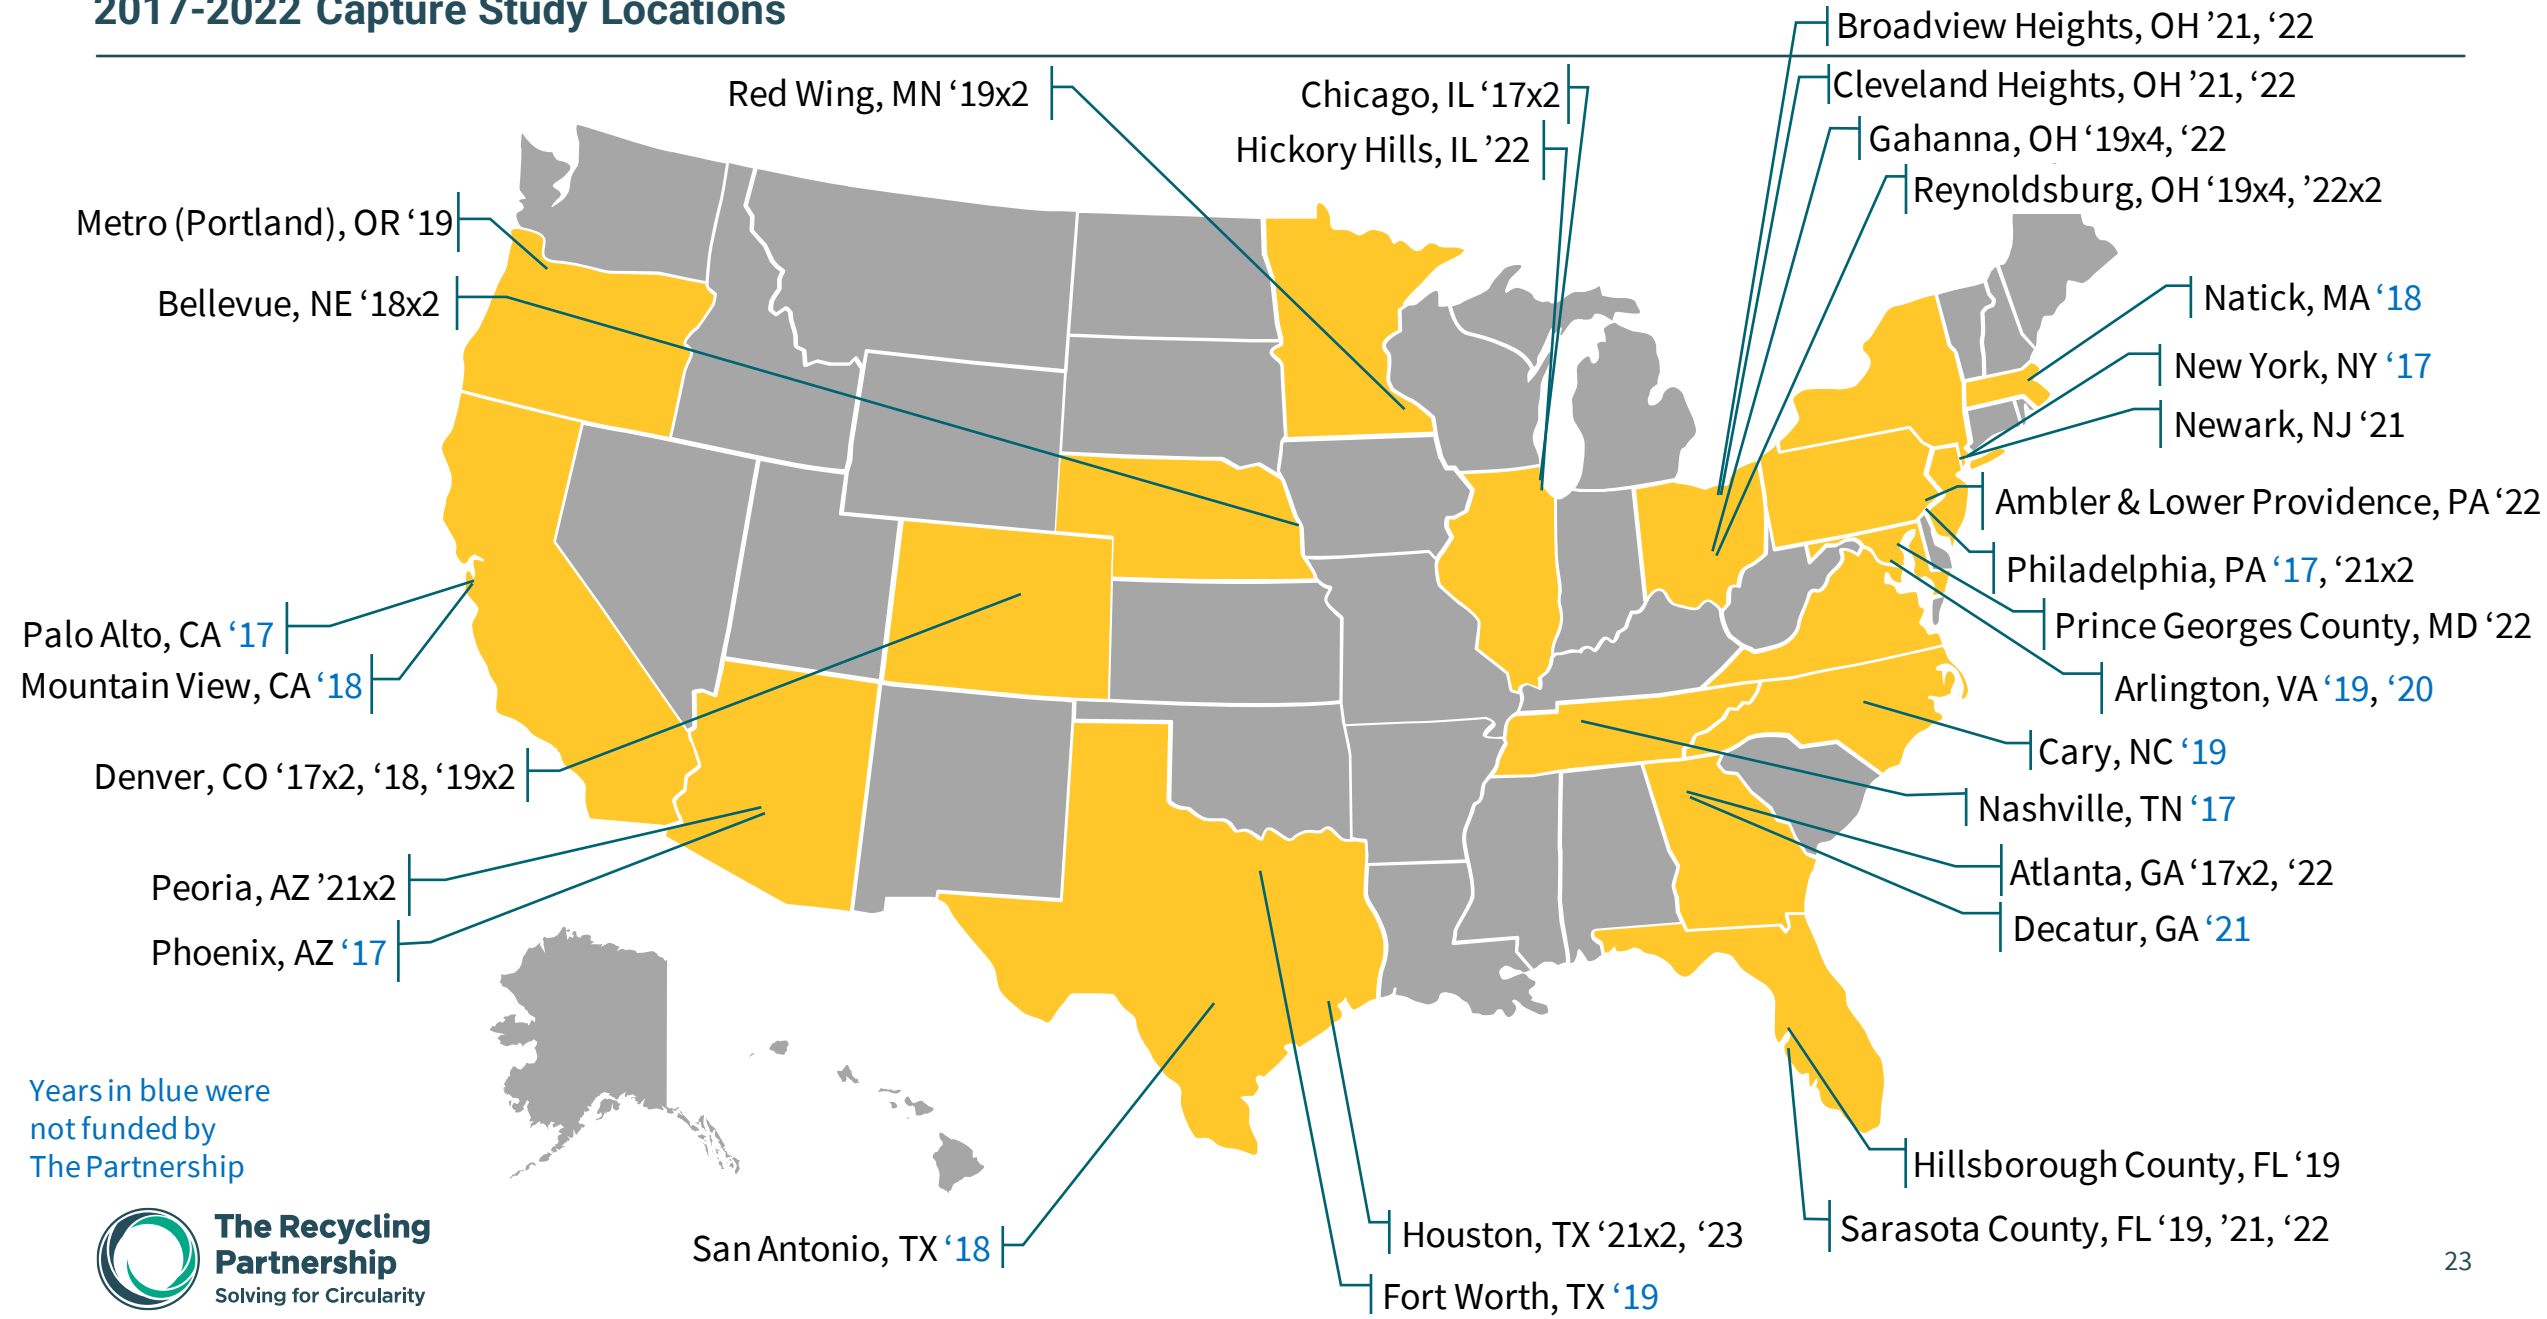 2017-2022 Capture Study Locations
Broadview Heights, OH ’21, ‘22
Cleveland Heights, OH ’21, ‘22
Gahanna, OH ‘19x4, ‘22
Reynoldsburg, OH ‘19x4, ’22x2
Red Wing, MN ‘19x2
Chicago, IL ‘17x2
Hickory Hills, IL ’22
Metro (Portland), OR ‘19
Bellevue, NE ‘18x2
Natick, MA ‘18
New York, NY ‘17
Newark, NJ ‘21
Ambler & Lower Providence, PA ‘22
Philadelphia, PA ‘17, ‘21x2
Prince Georges County, MD ‘22
Arlington, VA ‘19, ‘20
Cary, NC ‘19
Nashville, TN ‘17
Atlanta, GA ‘17x2, ‘22
Decatur, GA ‘21
Palo Alto, CA ‘17
Mountain View, CA ‘18
Denver, CO ‘17x2, ‘18, ‘19x2
Peoria, AZ ’21x2
Phoenix, AZ ‘17
Hillsborough County, FL ‘19
Sarasota County, FL ‘19, ’21, ‘22
San Antonio, TX ‘18
Houston, TX ‘21x2, ‘23
Fort Worth, TX ‘19
Years in blue were
not funded by
The Partnership
The Recycling
Partnership
Solving for Circularity
23